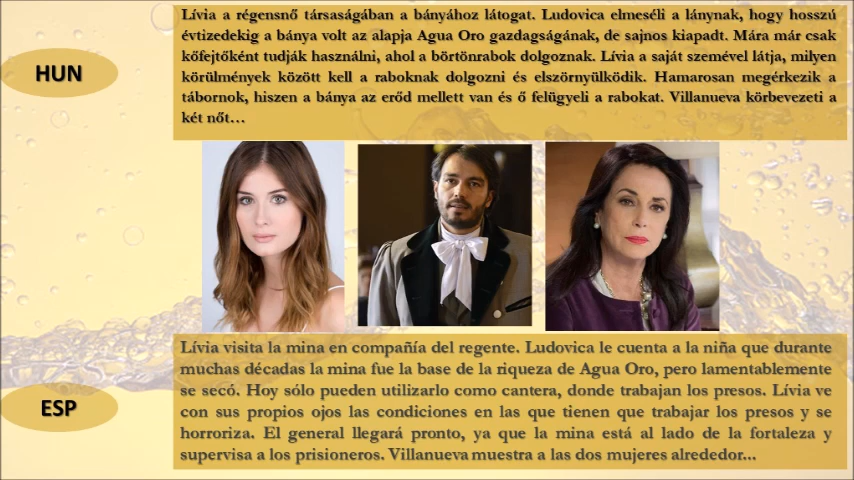 HUN
Lívia a régensnő társaságában a bányához látogat. Ludovica elmeséli a lánynak, hogy hosszú
évtizedekig a bánya volt az alapja Agua Oro gazdagságának, de sajnos kiapadt. Mára már csak
kőfejtőként tudják használni, ahol a börtönrabok dolgoznak. Lívia a saját szemével látja, milyen
körülmények között kell a raboknak dolgozni és elszörnyülködik. Hamarosan megérkezik a
tábornok, hiszen a bánya az erőd mellett van és ő felügyeli a rabokat. Villanueva körbevezeti a
két nőt…
ESP
Lívia visita la mina en compañía del regente. Ludovica le cuenta a la niña que durante
muchas décadas la mina fue la base de la riqueza de Agua Oro, pero lamentablemente
se secó. Hoy sólo pueden utilizarlo como cantera, donde trabajan los presos. Lívia ve
con sus propios ojos las condiciones en las que tienen que trabajar los presos y se
horroriza. El general llegará pronto, ya que la mina está al lado de la fortaleza y
supervisa a los prisioneros. Villanueva muestra a las dos mujeres alrededor...